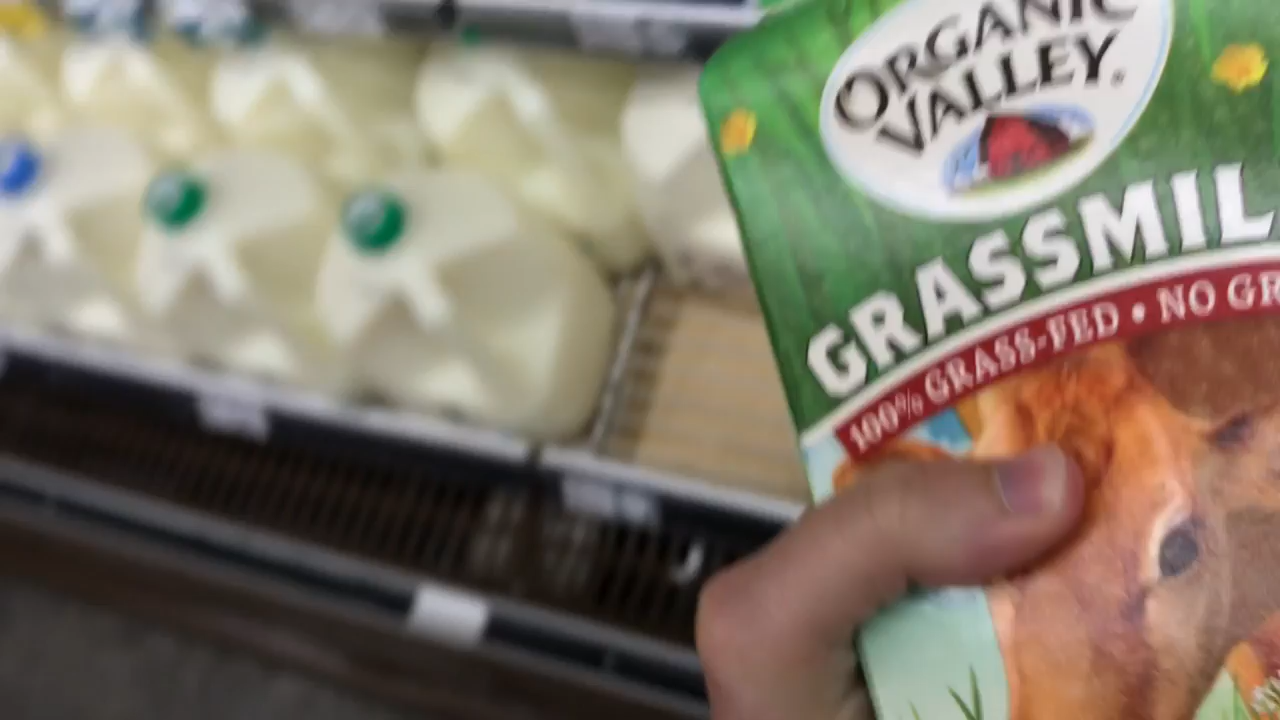 ORGANIC
VALLEY.
GRASSMIL
100% GRASS-FED • NO GR